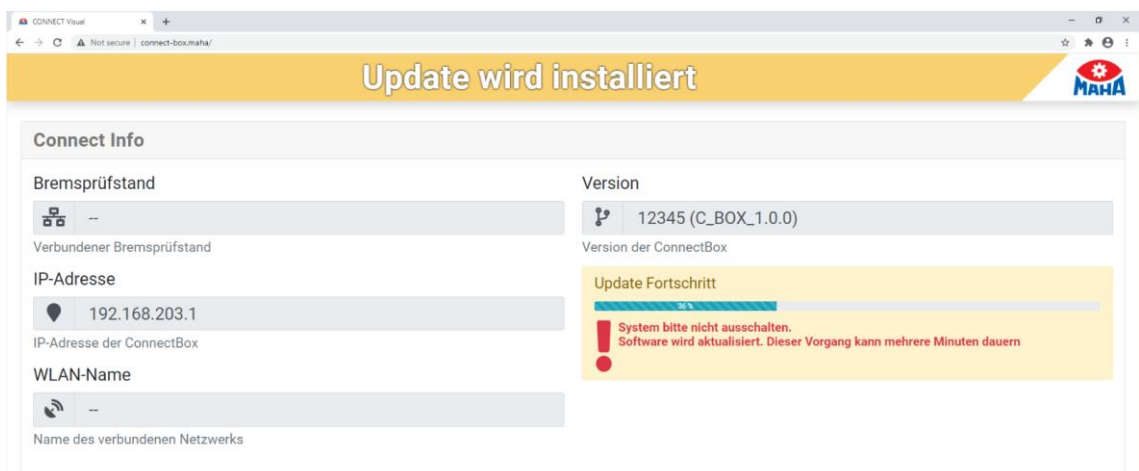 CONNECT Visual
Not secure | connect-box.maha/
Update wird installiert
MAHA
Connect Info
Bremsprüfstand
--
Verbundener Bremsprüfstand
IP-Adresse
192.168.203.1
IP-Adresse der ConnectBox
WLAN-Name
--
Name des verbundenen Netzwerks
Version
12345 (C_BOX_1.0.0)
Version der ConnectBox
Update Fortschritt
36 %
System bitte nicht ausschalten.
Software wird aktualisiert. Dieser Vorgang kann mehrere Minuten dauern